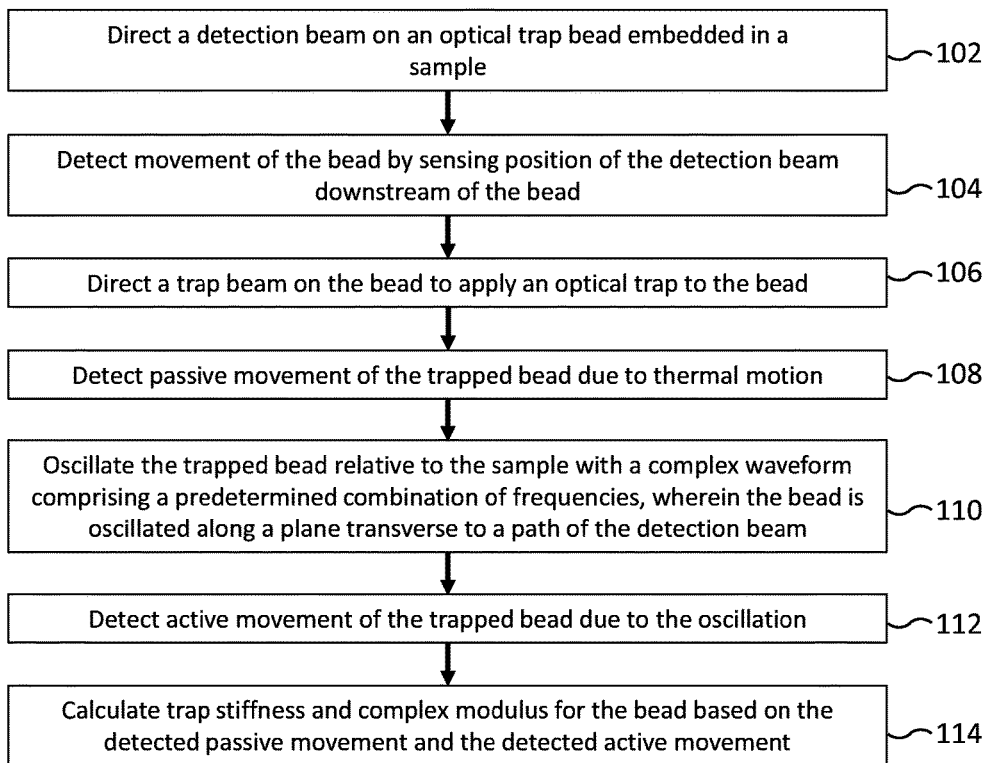 Direct a detection beam on an optical trap bead embedded in a
sample
102
Detect movement of the bead by sensing position of the detection beam
downstream of the bead
104
Direct a trap beam on the bead to apply an optical trap to the bead
106
Detect passive movement of the trapped bead due to thermal motion
108
Oscillate the trapped bead relative to the sample with a complex waveform
comprising a predetermined combination of frequencies, wherein the bead is
oscillated along a plane transverse to a path of the detection beam
110
Detect active movement of the trapped bead due to the oscillation
112
Calculate trap stiffness and complex modulus for the bead based on the
detected passive movement and the detected active movement
114